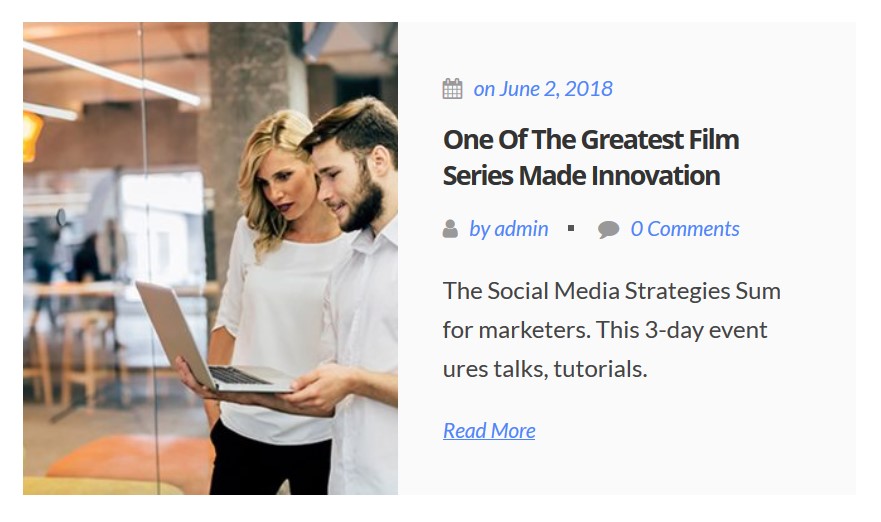 on June 2, 2018
One Of The Greatest Film
Series Made Innovation
by admin 0 Comments
The Social Media Strategies Sum
for marketers. This 3-day event
ures talks, tutorials.
Read More